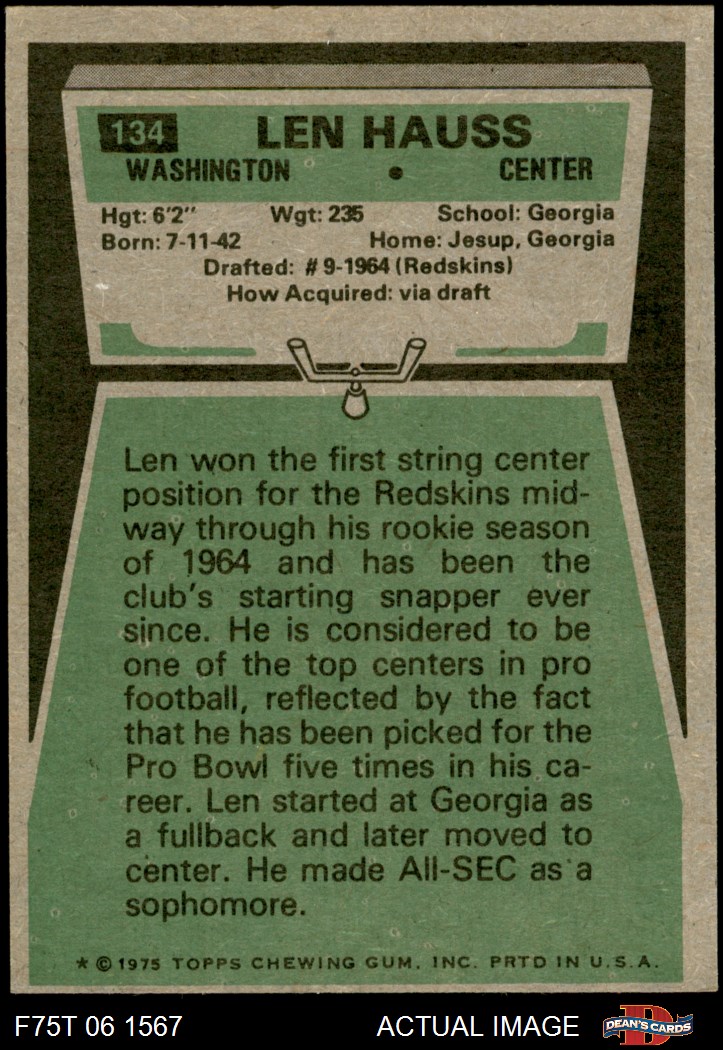 134 LEN HAUSS
WASHINGTON • CENTER
Hgt: 6'2" Wgt: 235 School: Georgia
Born: 7-11-42 Home: Jesup, Georgia
Drafted: #9-1964 (Redskins)
How Acquired: via draft
Len won the first string center
position for the Redskins mid-
way through his rookie season
of 1964 and has been the
club's starting snapper ever
since. He is considered to be
one of the top centers in pro
football, reflected by the fact
that he has been picked for the
Pro Bowl five times in his ca-
reer. Len started at Georgia as
a fullback and later moved to
center. He made All-SEC as a
sophomore.
* © 1975 TOPPS CHEWING GUM, INC. PRTD IN U.S.A.
F75T 06 1567 ACTUAL IMAGE D DEAN'S CARDS